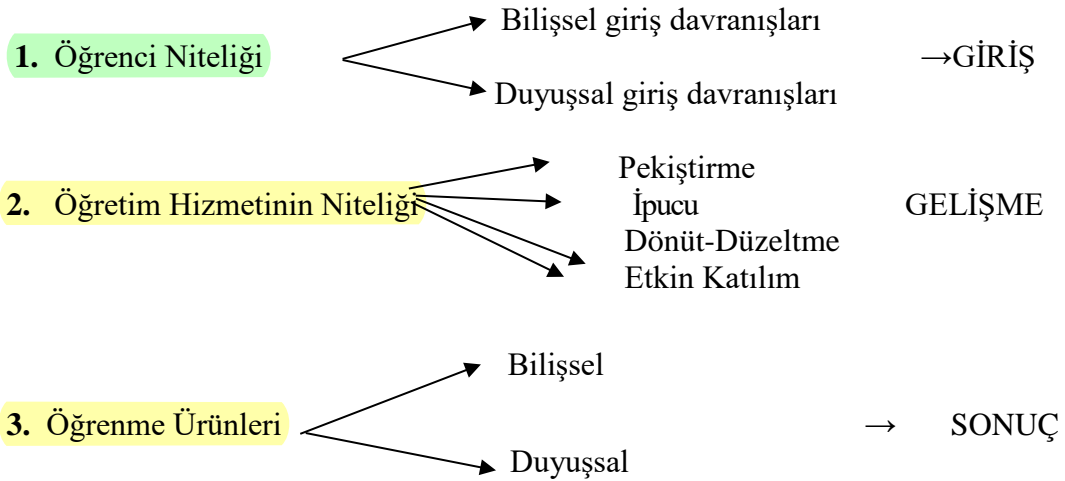 Bilişsel giriş davranışları
1. Öğrenci Niteliği →GİRİŞ
Duyuşsal giriş davranışları
Pekiştirme
2. Öğretim Hizmetinin Niteliği İpucu GELİŞME
Dönüt-Düzeltme
Etkin Katılım
Bilişsel
3. Öğrenme Ürünleri → SONUÇ
Duyuşsal